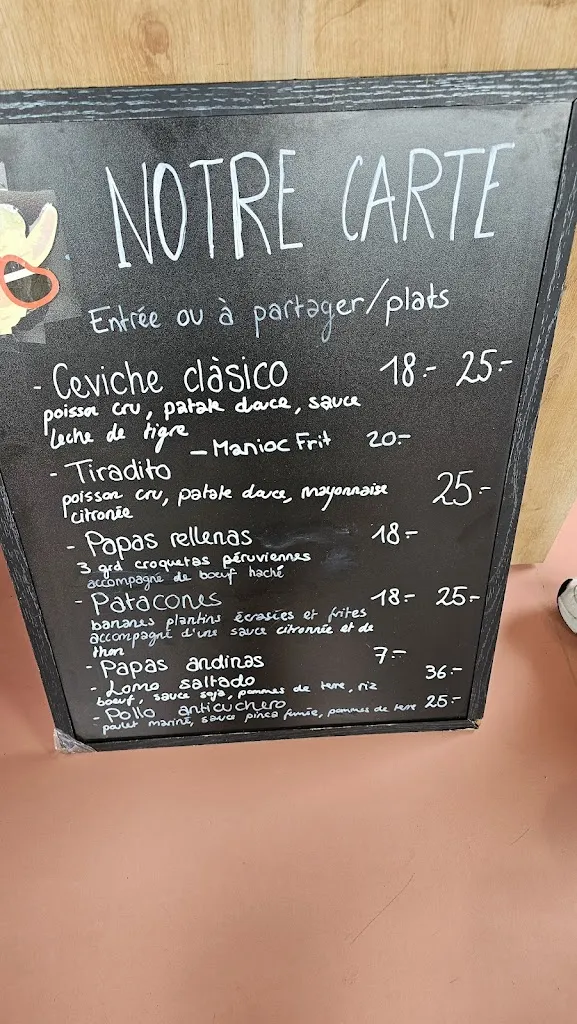 NOTRE CARTE
Entrée ou à partager/plats
- Ceviche clàsico 18.- 25.-
poisson cru, patate douce, sauce
leche de tigre
- Manioc Frit 20.-
- Tiradito
poisson cru, patate douce, mayonnaise 25.-
citronée
- Papas rellenas 18.-
3 grd croquetas péruviennes
accompagné de bœuf haché
- Patacones 18.- 25.-
bananes plantins écrasées et frites
accompagné d'une sauce citronnée et de
thon
- Papas andinas 7.-
- Lomo saltado 36.-
bœuf, sauce soja, pommes de terre, riz
- Pollo anticuchero 25.-
poulet mariné, sauce pinca fumée, pommes de terre